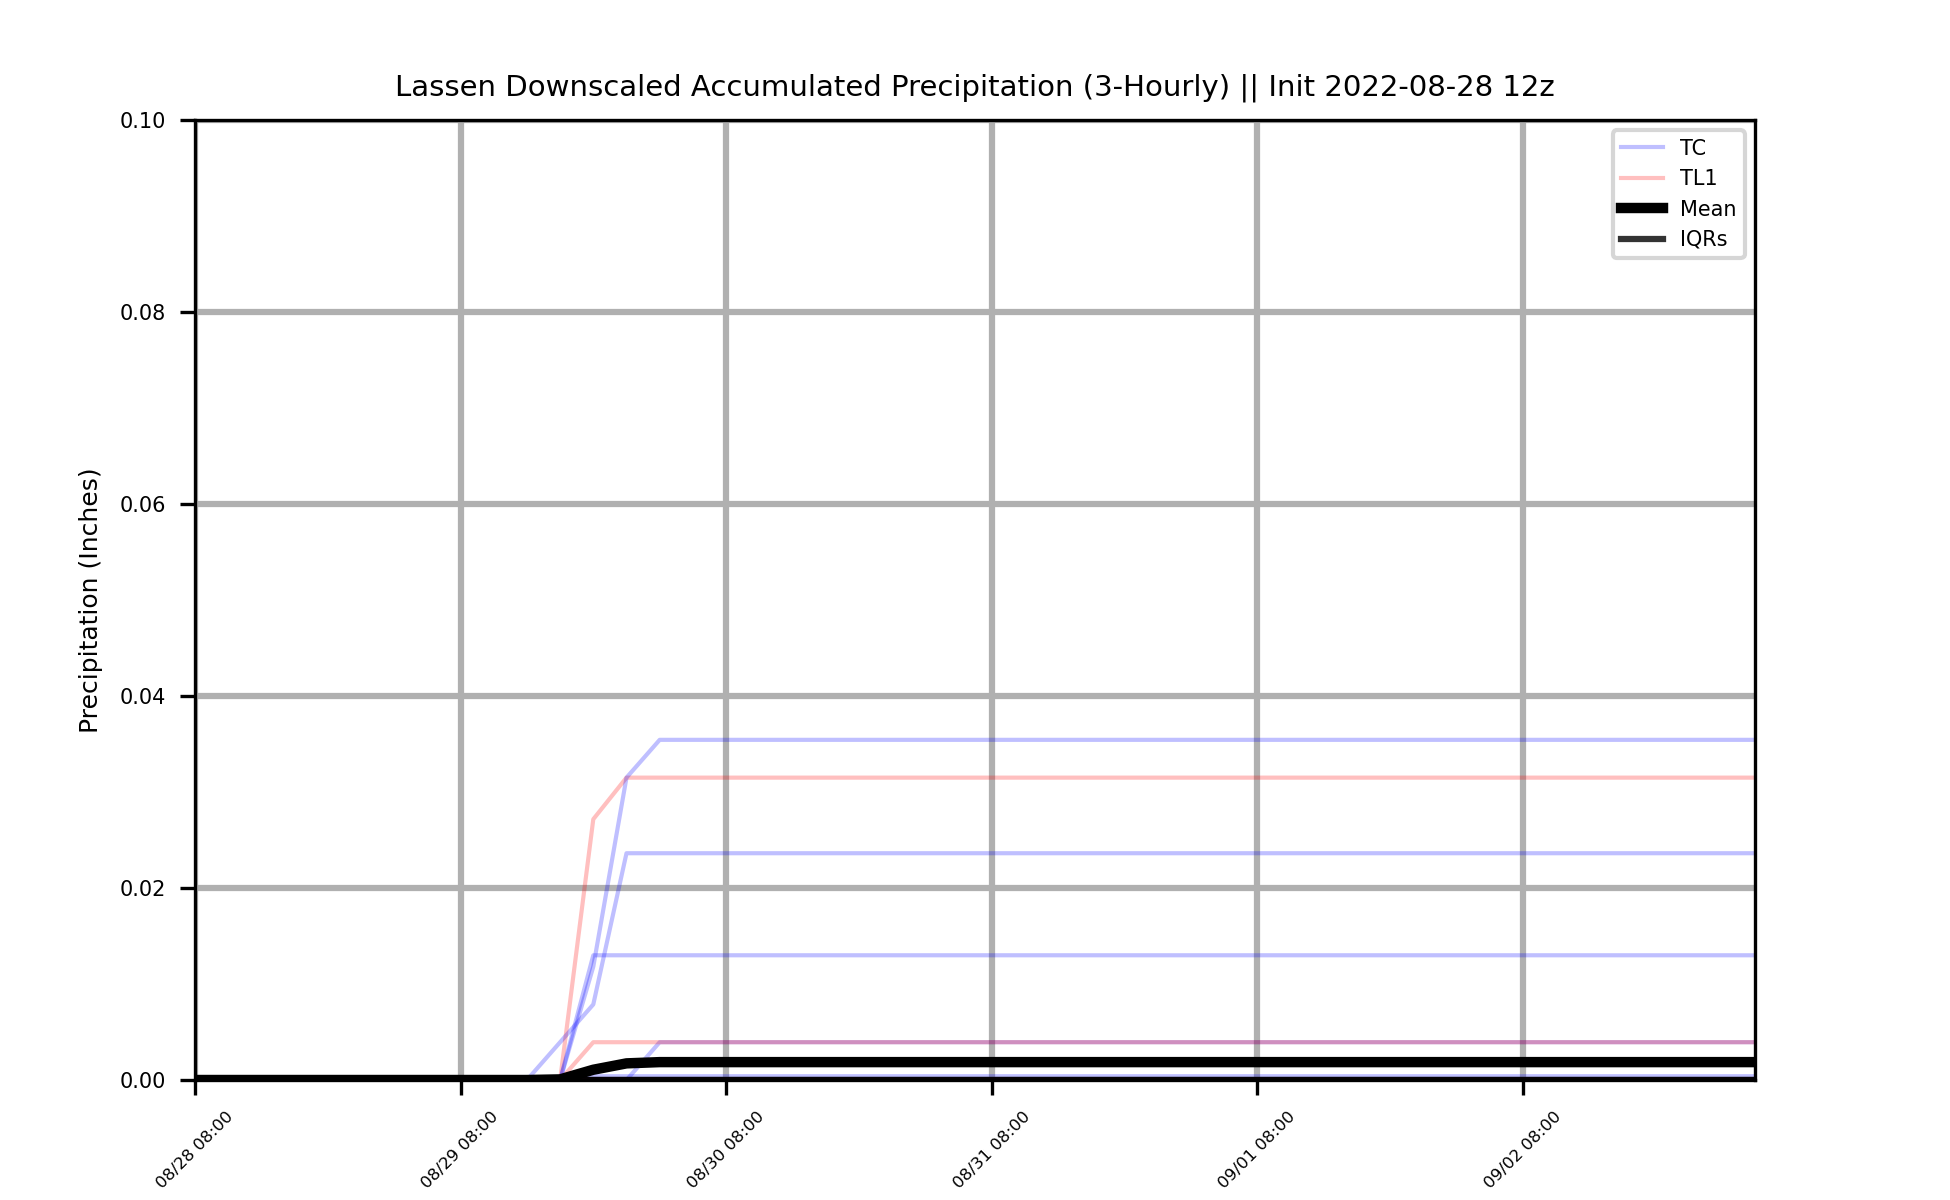 Lassen Downscaled Accumulated Precipitation (3-Hourly) || Init 2022-08-28 12z
TC
TL1
Mean
IQRs
Precipitation (Inches)
0.10
0.08
0.06
0.04
0.02
0.00
08/28 08:00
08/29 08:00
08/30 08:00
08/31 08:00
09/01 08:00
09/02 08:00